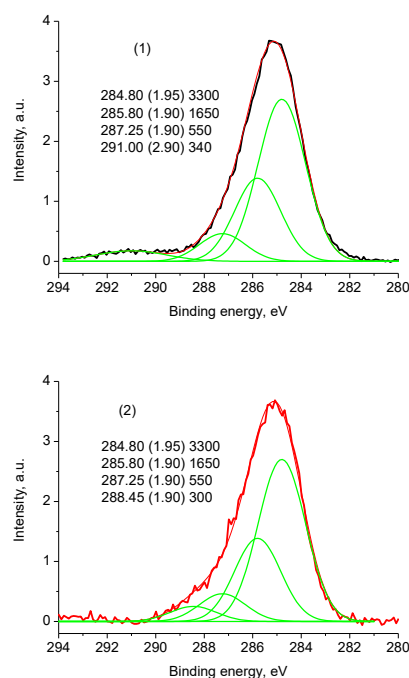 4
3
2
1
0
Intensity, a.u.
(1)
284.80 (1.95) 3300
285.80 (1.90) 1650
287.25 (1.90) 550
291.00 (2.90) 340
294 292 290 288 286 284 282 280
Binding energy, eV
4
3
2
1
0
Intensity, a.u.
(2)
284.80 (1.95) 3300
285.80 (1.90) 1650
287.25 (1.90) 550
288.45 (1.90) 300
294 292 290 288 286 284 282 280
Binding energy, eV